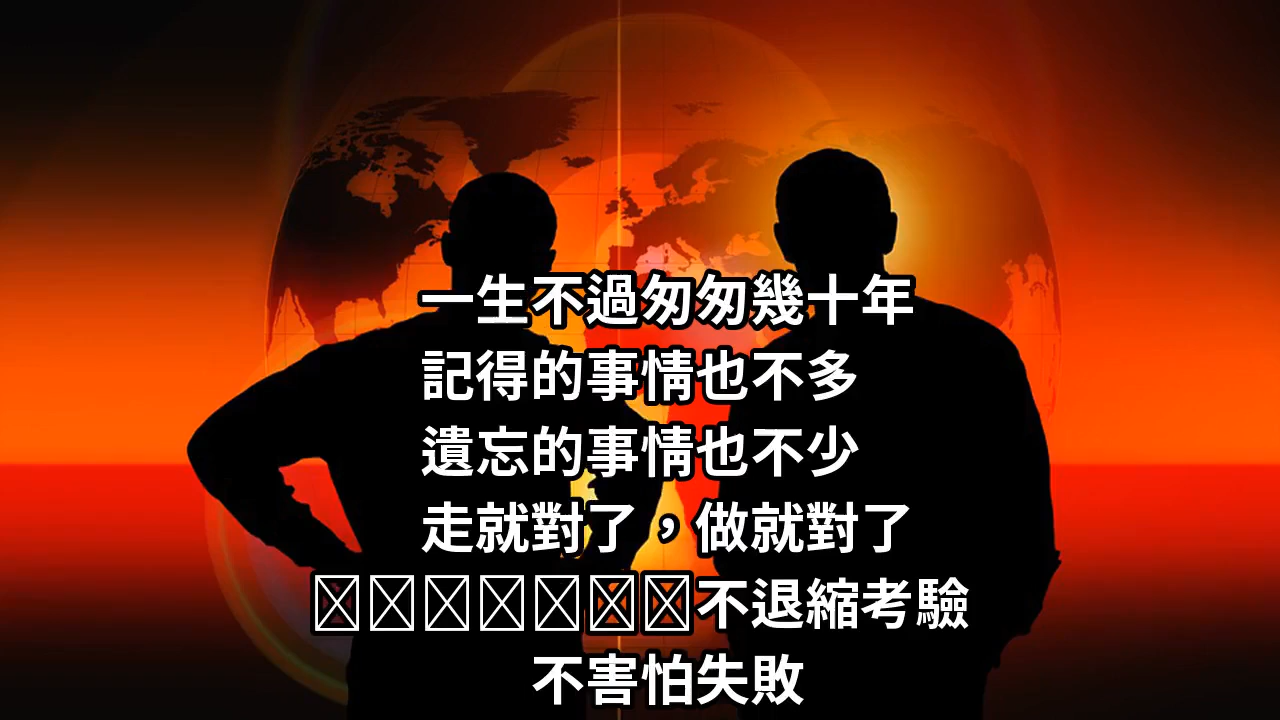 一生不過匆匆幾十年
記得的事情也不多
遺忘的事情也不少
走就對了，做就對了
不退縮考驗
不害怕失敗